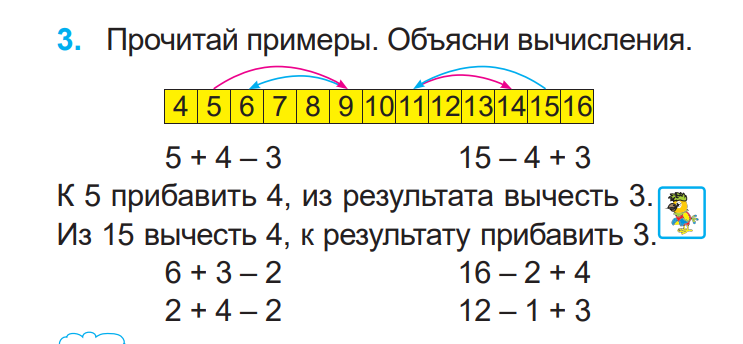 3. Прочитай примеры. Объясни вычисления.
4 5 6 7 8 9 10 11 12 13 14 15 16
5 + 4 – 3 15 – 4 + 3
К 5 прибавить 4, из результата вычесть 3.
Из 15 вычесть 4, к результату прибавить 3.
6 + 3 – 2 16 – 2 + 4
2 + 4 – 2 12 – 1 + 3